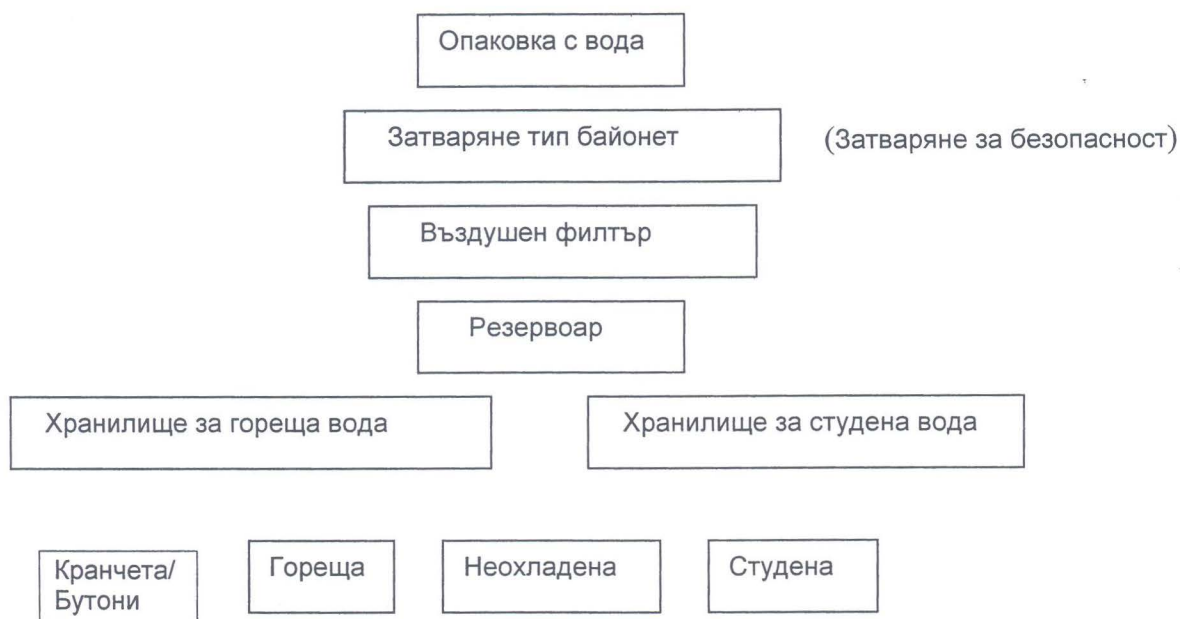 Опаковка с вода
Затваряне тип байонет (Затваряне за безопасност)
Въздушен филтър
Резервоар
Хранилище за гореща вода Хранилище за студена вода
Кранчета/
Бутони
Гореща Неохладена Студена